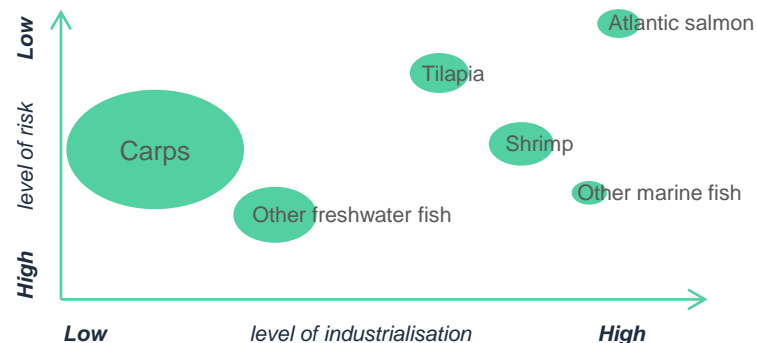 Low
Atlantic salmon
Tilapia
level of risk
Carps
Shrimp
Other marine fish
Other freshwater fish
High
Low
level of industrialisation
High